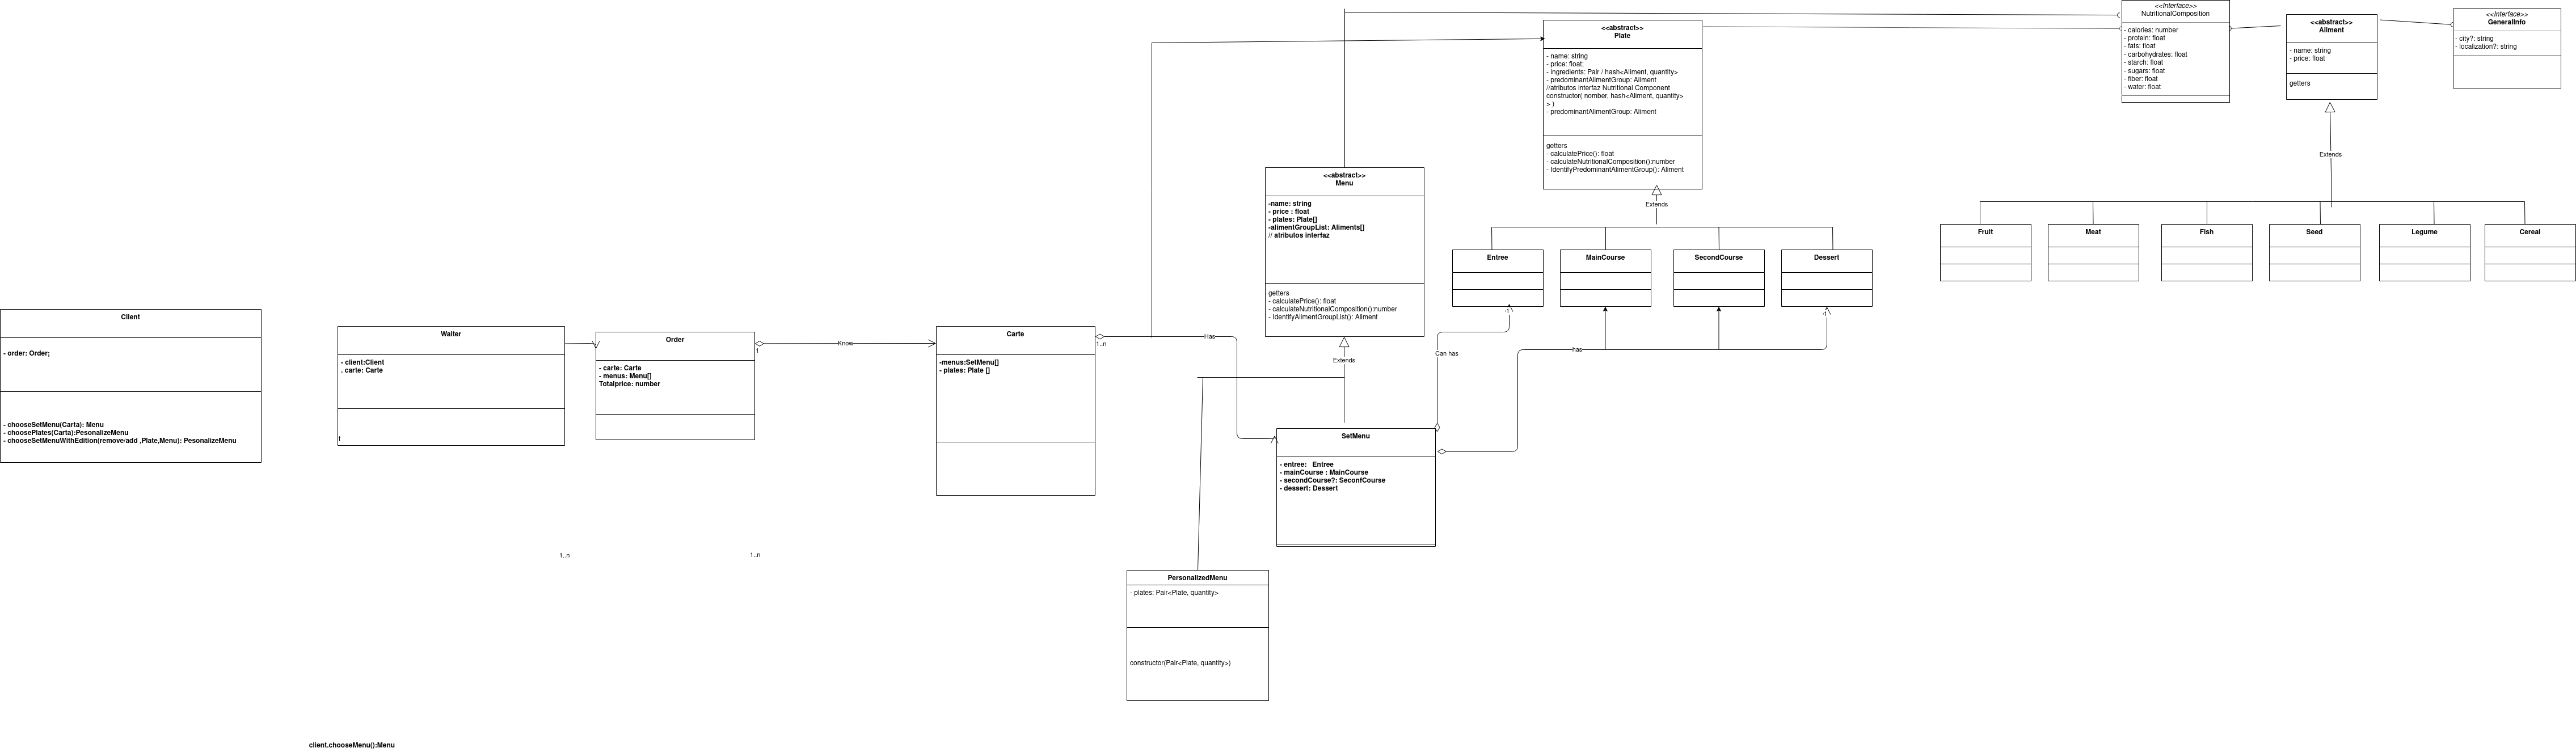 Client
- order: Order;
- chooseSetMenu(Carta): Menu
- choosePlates(Carta):PesonalizeMenu
- chooseSetMenuWithEdition(remove/add ,Plate,Menu): PesonalizeMenu
Waiter
- client:Client
. carte: Carte
t
Order
- carte: Carte
- menus: Menu[]
Totalprice: number
1
Know
1..n
1..n
client.chooseMenu():Menu
Carte
-menus:SetMenu[]
- plates: Plate []
1..n
Has
<<abstract>>
Menu
-name: string
- price : float
- plates: Plate[]
-alimentGroupList: Aliments[]
// atributos interfaz
getters
- calculatePrice(): float
- calculateNutritionalComposition():number
- IdentifyAlimentGroupList(): Aliment
Extends
SetMenu
- entree: Entree
- mainCourse : MainCourse
- secondCourse?: SeconfCourse
- dessert: Dessert
PersonalizedMenu
- plates: Pair<Plate, quantity>
constructor(Pair<Plate, quantity>)
<<abstract>>
Plate
- name: string
- price: float;
- ingredients: Pair / hash<Aliment, quantity>
- predominantAlimentGroup: Aliment
//atributos interfaz Nutritional Component
constructor( nomber, hash<Aliment, quantity>
> )
- predominantAlimentGroup: Aliment
getters
- calculatePrice(): float
- calculateNutritionalComposition():number
- IdentifyPredominantAlimentGroup(): Aliment
Extends
Entree
MainCourse
SecondCourse
Dessert
-1
-1
Can has
has
<<Interface>>
NutritionalComposition
- calories: number
- protein: float
- fats: float
- carbohydrates: float
- starch: float
- sugars: float
- fiber: float
- water: float
<<abstract>>
Aliment
- name: string
- price: float
getters
<<Interface>>
GeneralInfo
- city?: string
- localization?: string
Extends
Fruit
Meat
Fish
Seed
Legume
Cereal